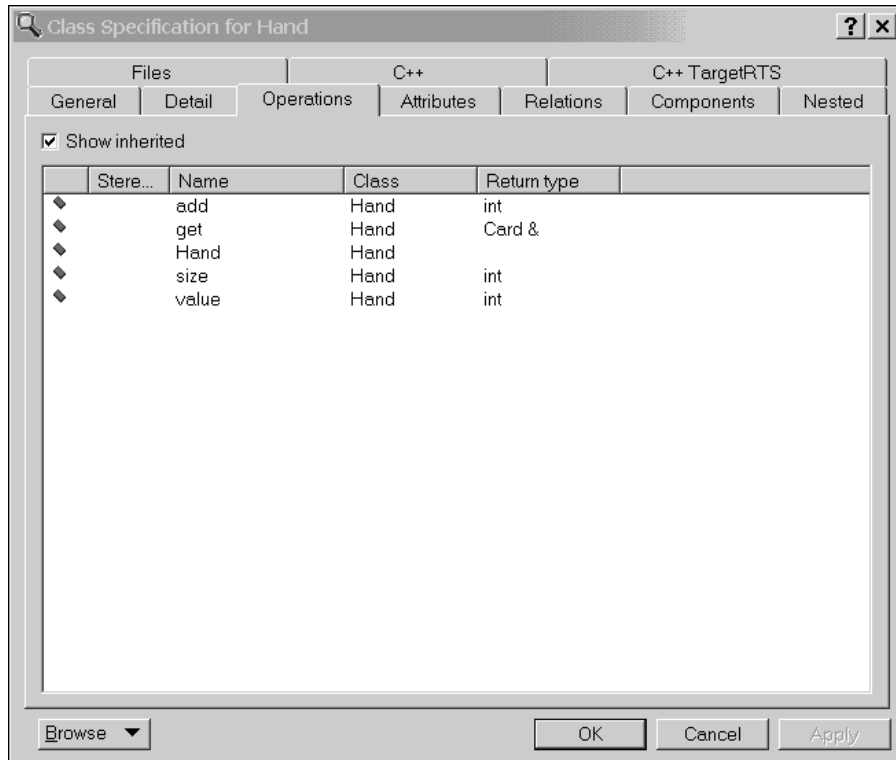 Class Specification for Hand
Files C++ C++ TargetRTS
General Detail Operations Attributes Relations Components Nested
Show inherited
Stere... Name Class Return type
add Hand int
get Hand Card &
Hand Hand
size Hand int
value Hand int
Browse OK Cancel Apply